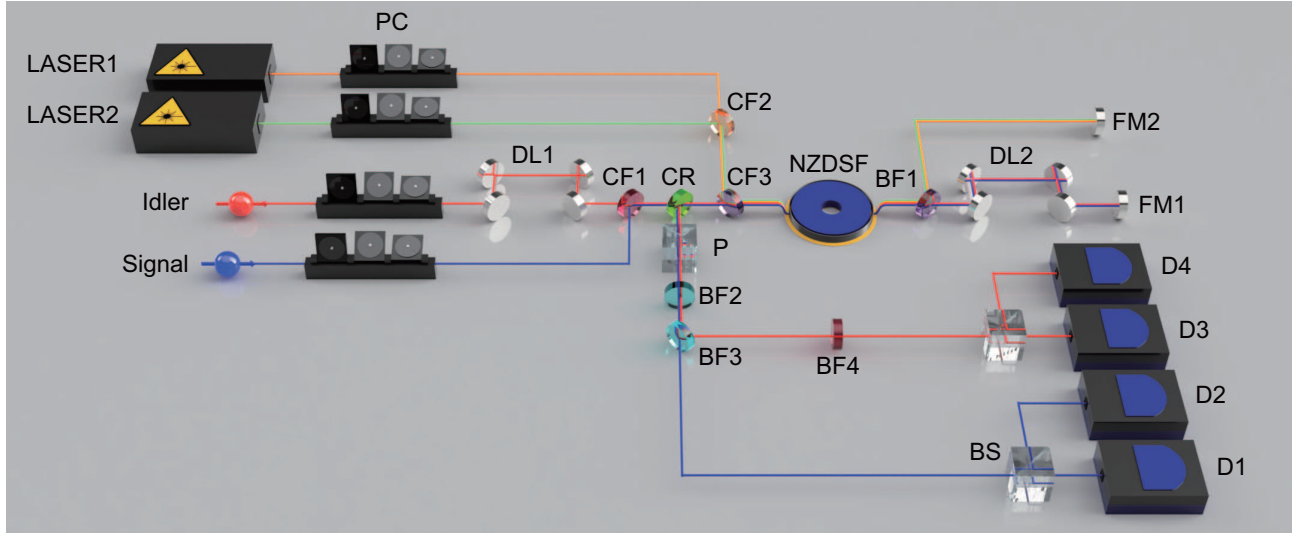 PC
LASER1
LASER2
CF2
FM2
DL1
CF1
CR
CF3
NZDSF
BF1
DL2
Idler
FM1
Signal
P
D4
BF2
D3
BF3
BF4
D2
BS
D1